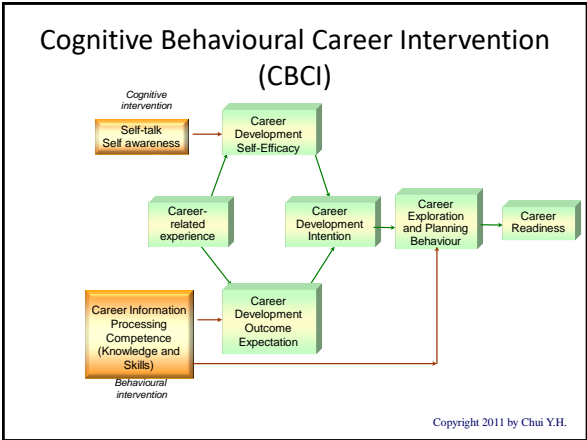 Cognitive Behavioural Career Intervention
(CBCI)
Cognitive
intervention
Self-talk
Self awareness
Career
Development
Self-Efficacy
Career-
related
experience
Career
Development
Intention
Career
Exploration
and Planning
Behaviour
Career
Readiness
Career Information
Processing
Competence
(Knowledge and
Skills)
Behavioural
intervention
Career
Development
Outcome
Expectation
Copyright 2011 by Chui Y.H.